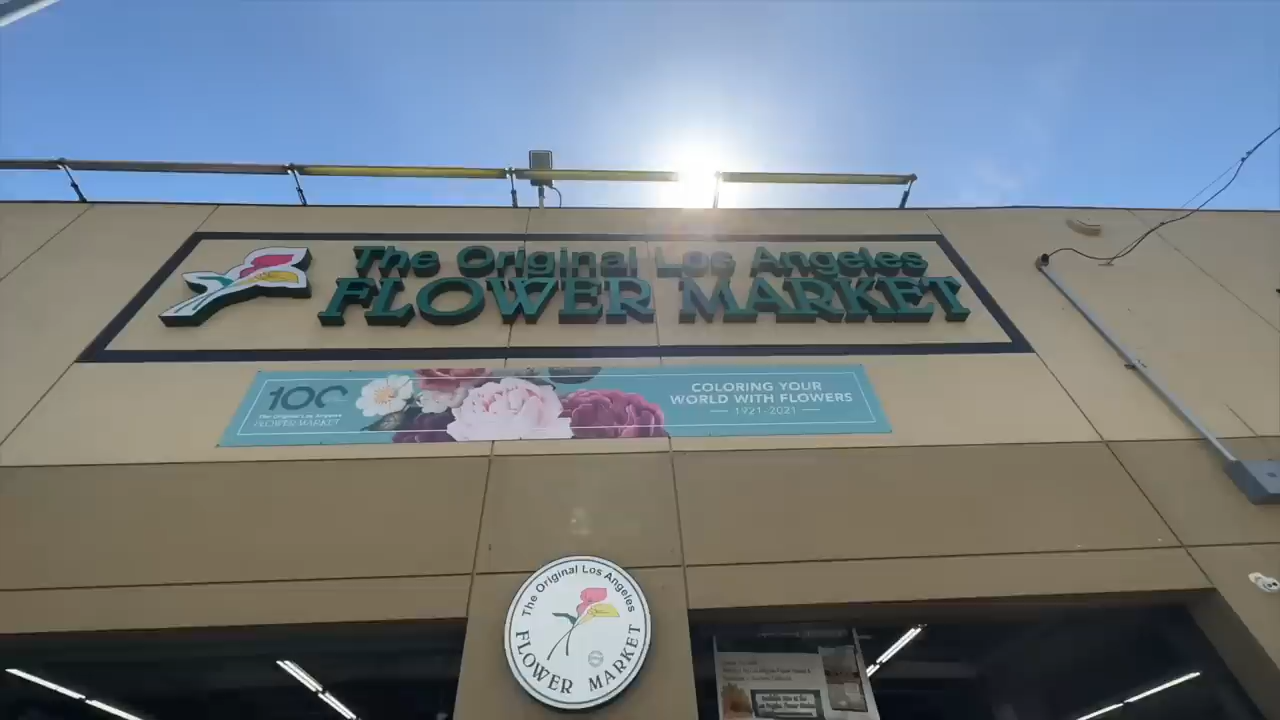 The Original Los Angeles
FLOWER MARKET
100
The Original Los Angeles
FLOWER MARKET
COLORING YOUR
WORLD WITH FLOWERS
1921-2021
The Original Los Angeles
FLOWER MARKET